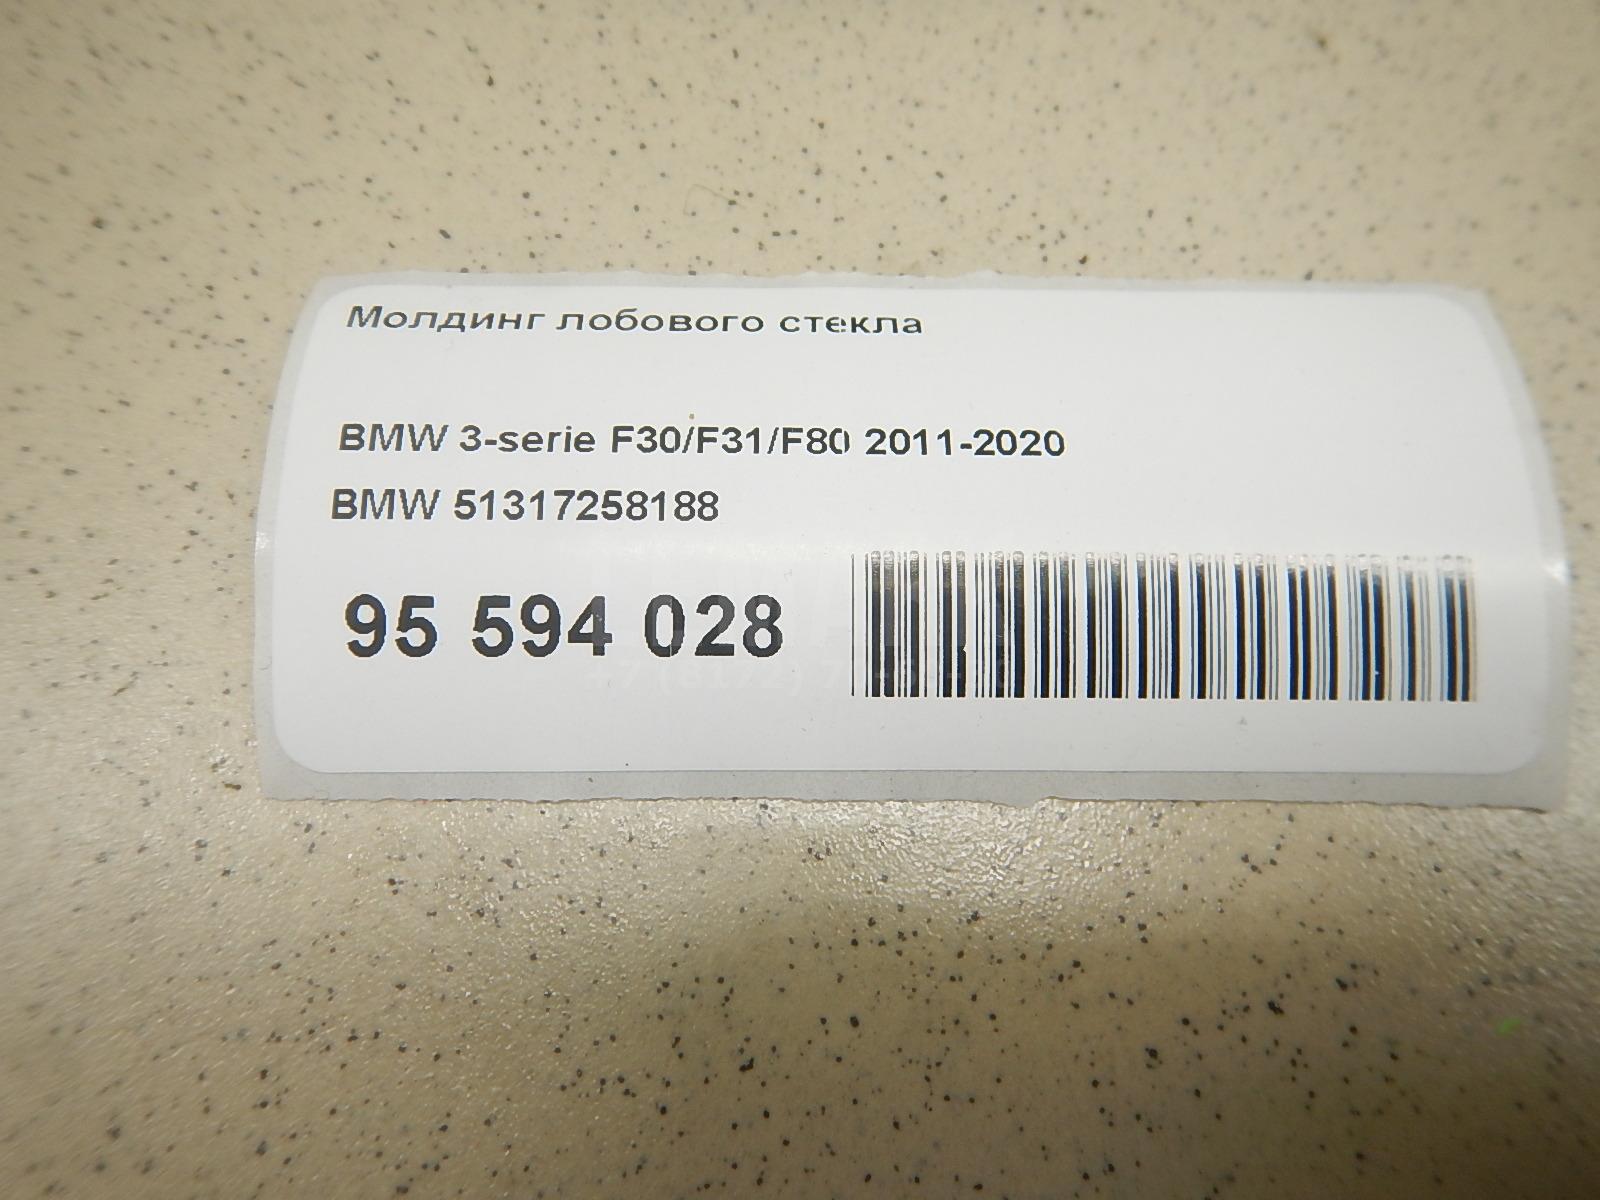 Молдинг лобового стекла
BMW 3-serie F30/F31/F80 2011-2020
BMW 51317258188
95 594 028